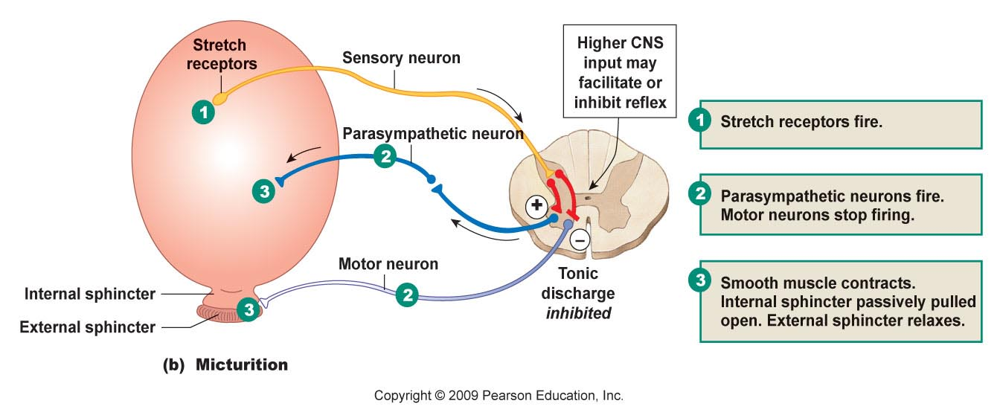 Stretch
receptors
1
Sensory neuron
Higher CNS
input may
facilitate or
inhibit reflex
Parasympathetic neuron
2
3
+
−
Tonic
discharge
inhibited
Motor neuron
2
Internal sphincter
3
External sphincter
1 Stretch receptors fire.
2 Parasympathetic neurons fire.
Motor neurons stop firing.
3 Smooth muscle contracts.
Internal sphincter passively pulled
open. External sphincter relaxes.
(b) Micturition
Copyright © 2009 Pearson Education, Inc.